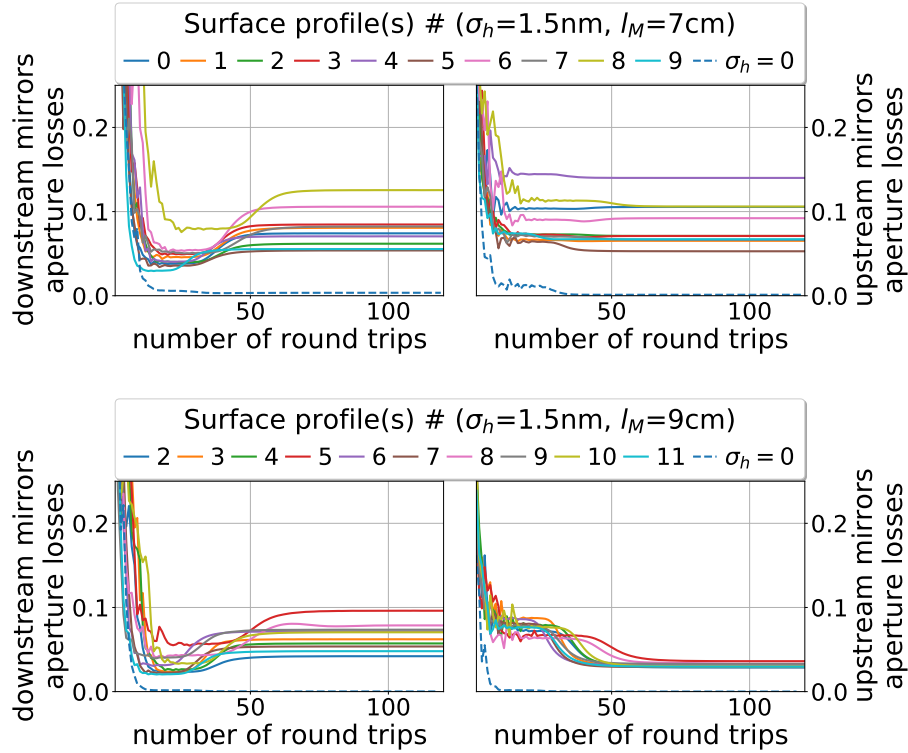 Surface profile(s) # (σₕ=1.5nm, l_M=7cm)
0 1 2 3 4 5 6 7 8 9 σₕ = 0
downstream mirrors
aperture losses
0.2
0.1
0.0
50 100
number of round trips
50 100
number of round trips
0.2
0.1
0.0
upstream mirrors
aperture losses
Surface profile(s) # (σₕ=1.5nm, l_M=9cm)
2 3 4 5 6 7 8 9 10 11 σₕ = 0
downstream mirrors
aperture losses
0.2
0.1
0.0
50 100
number of round trips
50 100
number of round trips
0.2
0.1
0.0
upstream mirrors
aperture losses